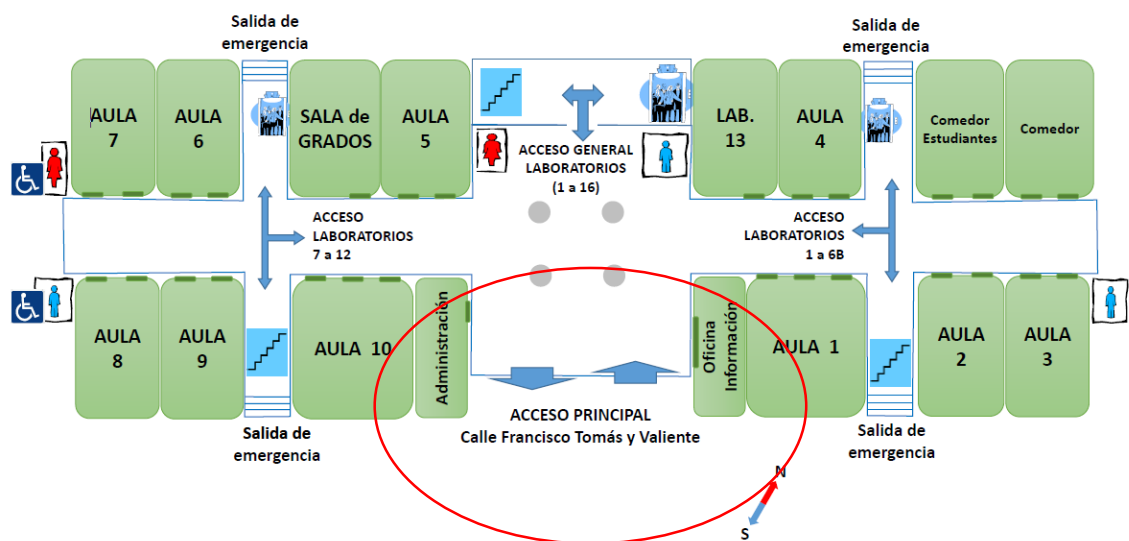 Salida de
emergencia
Salida de
emergencia
AULA
7
AULA
6
SALA de
GRADOS
AULA
5
LAB.
13
AULA
4
Comedor
Estudiantes
Comedor
ACCESO GENERAL
LABORATORIOS
(1 a 16)
ACCESO
LABORATORIOS
7 a 12
ACCESO
LABORATORIOS
1 a 6B
AULA
8
AULA
9
AULA 10
Administración
Oficina
Información
AULA 1
AULA
2
AULA
3
ACCESO PRINCIPAL
Calle Francisco Tomás y Valiente
Salida de
emergencia
Salida de
emergencia
N
S